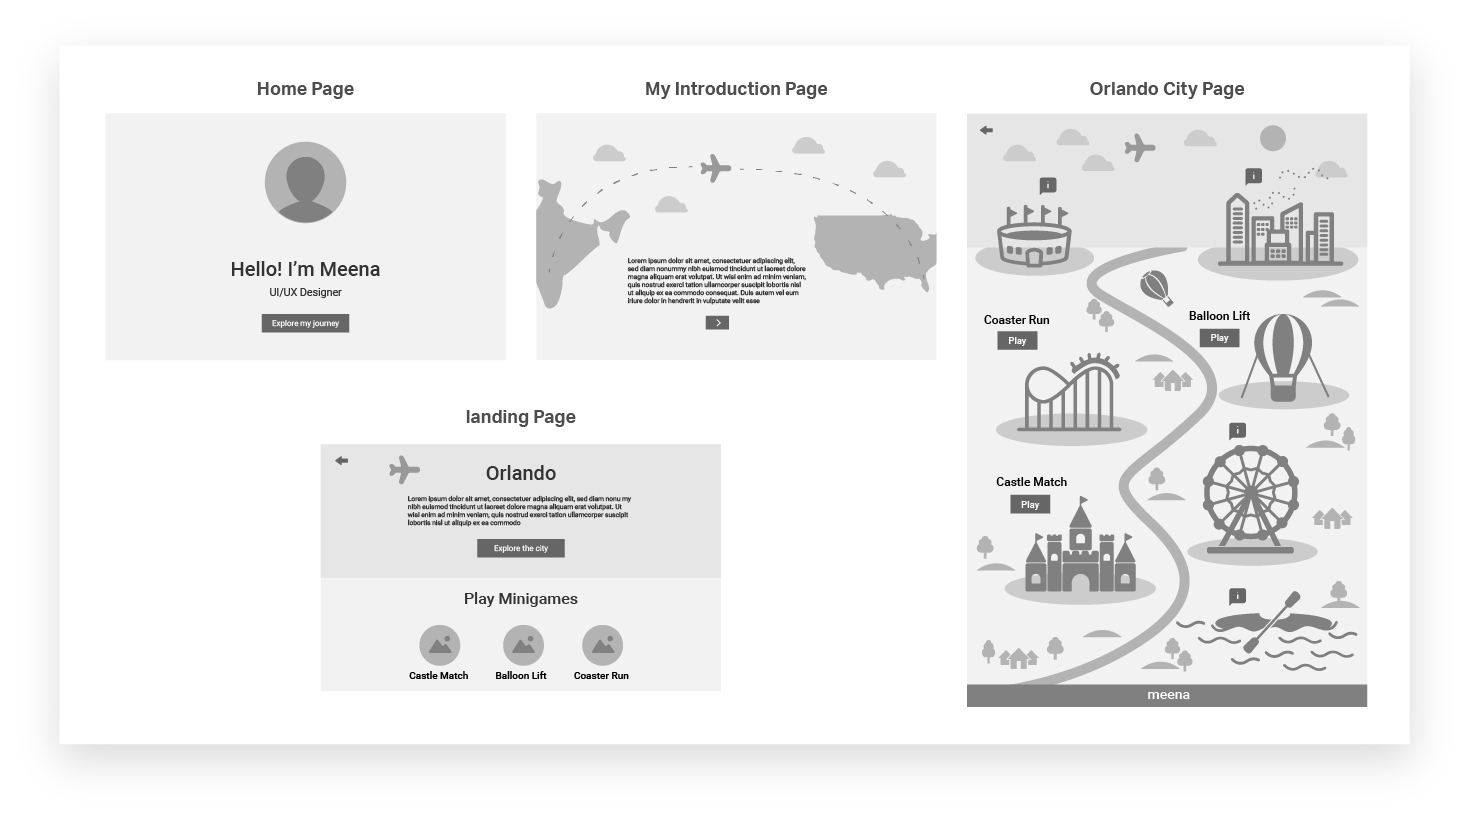 Home Page
Hello! I’m Meena
UI/UX Designer
Explore my journey
My Introduction Page
Lorem ipsum dolor sit amet, consectetuer adipiscing elit,
sed diam nonummy nibh euismod tincidunt ut laoreet dolore
magna aliquam erat volutpat. Ut wisi enim ad minim veniam,
quis nostrud exerci tation ullamcorper suscipit lobortis nisl
ut aliquip ex ea commodo consequat. Duis autem vel eum
iriure dolor in hendrerit in vulputate velit esse
landing Page
Orlando
Lorem ipsum dolor sit amet, consectetuer adipiscing elit, sed diam nonu my
nibh euismod tincidunt ut laoreet dolore magna aliquam erat volutpat. Ut
wisi enim ad minim veniam, quis nostrud exerci tation ullamcorper suscipit
lobortis nisl ut aliquip ex ea commodo
Explore the city
Play Minigames
Castle Match
Balloon Lift
Coaster Run
Orlando City Page
i
i
Coaster Run
Play
Balloon Lift
Play
i
Castle Match
Play
i
meena